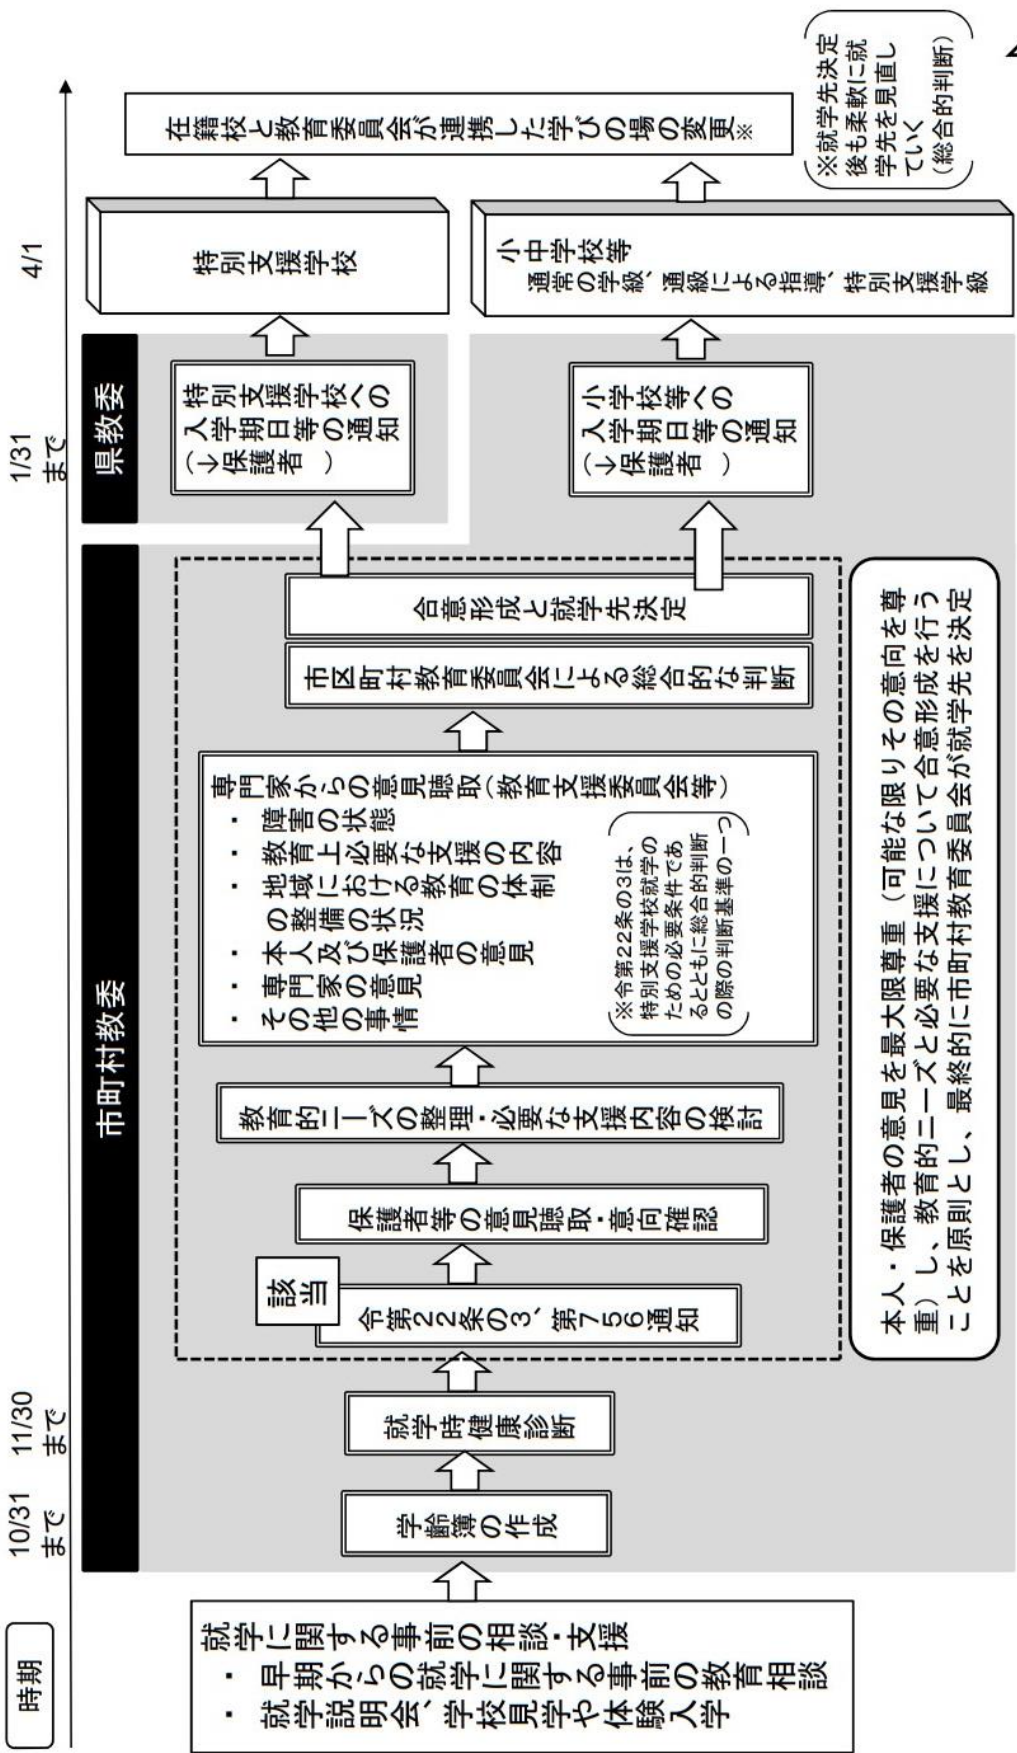 時期
10/31
まで
11/30
まで
1/31
まで
4/1
市町村教委
県教委
就学に関する事前の相談・支援
・ 早期からの就学に関する事前の教育相談
・ 就学説明会、学校見学や体験入学
学齢簿の作成
就学時健康診断
該当
令第22条の3、第756通知
保護者等の意見聴取・意向確認
教育的ニーズの整理・必要な支援内容の検討
専門家からの意見聴取(教育支援委員会等)
・ 障害の状態
・ 教育上必要な支援の内容
・ 地域における教育の体制
の整備の状況
・ 本人及び保護者の意見
・ 専門家の意見
・ その他の事情
※令第22条の3は、
特別支援学校就学の
ための必要条件であ
るとともに総合的判断
の際の判断基準の一つ
市区町村教育委員会による総合的な判断
合意形成と就学先決定
本人・保護者の意見を最大限尊重(可能な限りその意向を尊
重)し、教育的ニーズと必要な支援について合意形成を行う
ことを原則とし、最終的に市町村教育委員会が就学先を決定
特別支援学校への
入学期日等の通知
(→保護者 )
小学校等への
入学期日等の通知
(→保護者 )
特別支援学校
小中学校等
通常の学級、通級による指導、特別支援学級
在籍校と教育委員会が連携した学びの場の変更※
※就学先決定
後も柔軟に就
学先を見直し
ていく
(総合的判断)